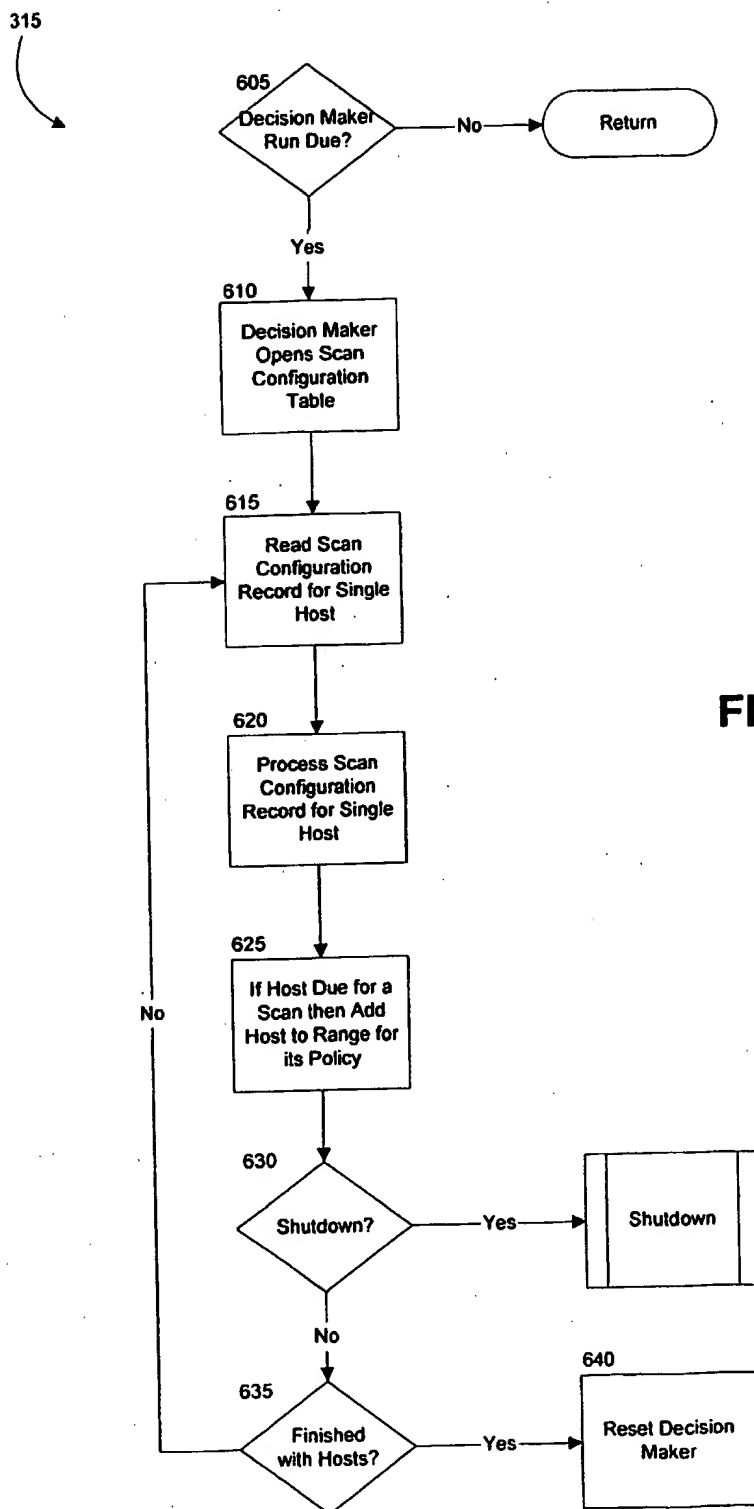 315
605
Decision Maker
Run Due?
No
Return
Yes
610
Decision Maker
Opens Scan
Configuration
Table
615
Read Scan
Configuration
Record for Single
Host
620
Process Scan
Configuration
Record for Single
Host
625
If Host Due for a
Scan then Add
Host to Range for
its Policy
No
630
Shutdown?
Yes
Shutdown
No
635
Finished
with Hosts?
Yes
640
Reset Decision
Maker